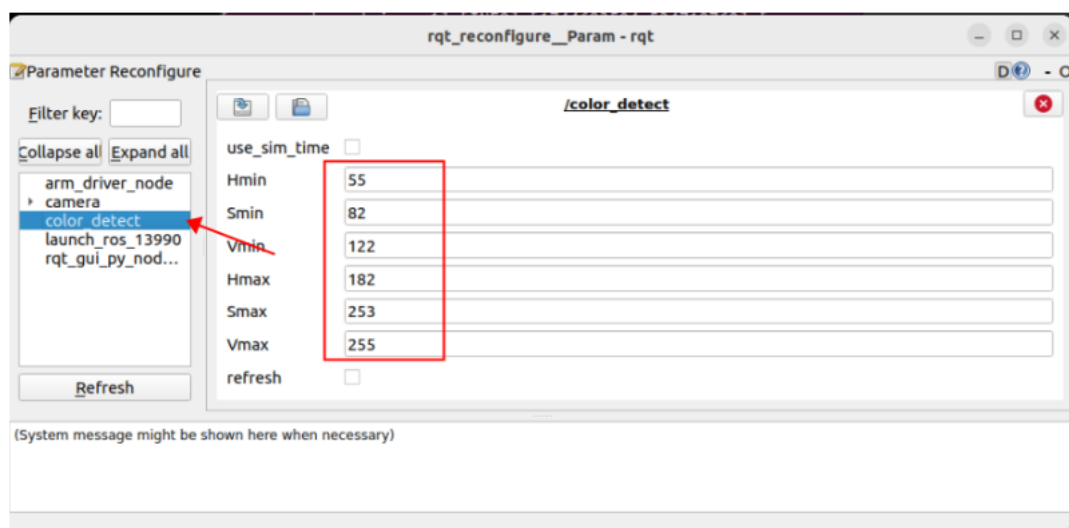 rqt_reconfigure__Param - rqt
Parameter Reconfigure
D - O
Filter key:
Collapse all Expand all
arm_driver_node
camera
color_detect
launch_ros_13990
rqt_gui_py_nod...
Refresh
/color_detect
use_sim_time
Hmin 55
Smin 82
Vmin 122
Hmax 182
Smax 253
Vmax 255
refresh
(System message might be shown here when necessary)